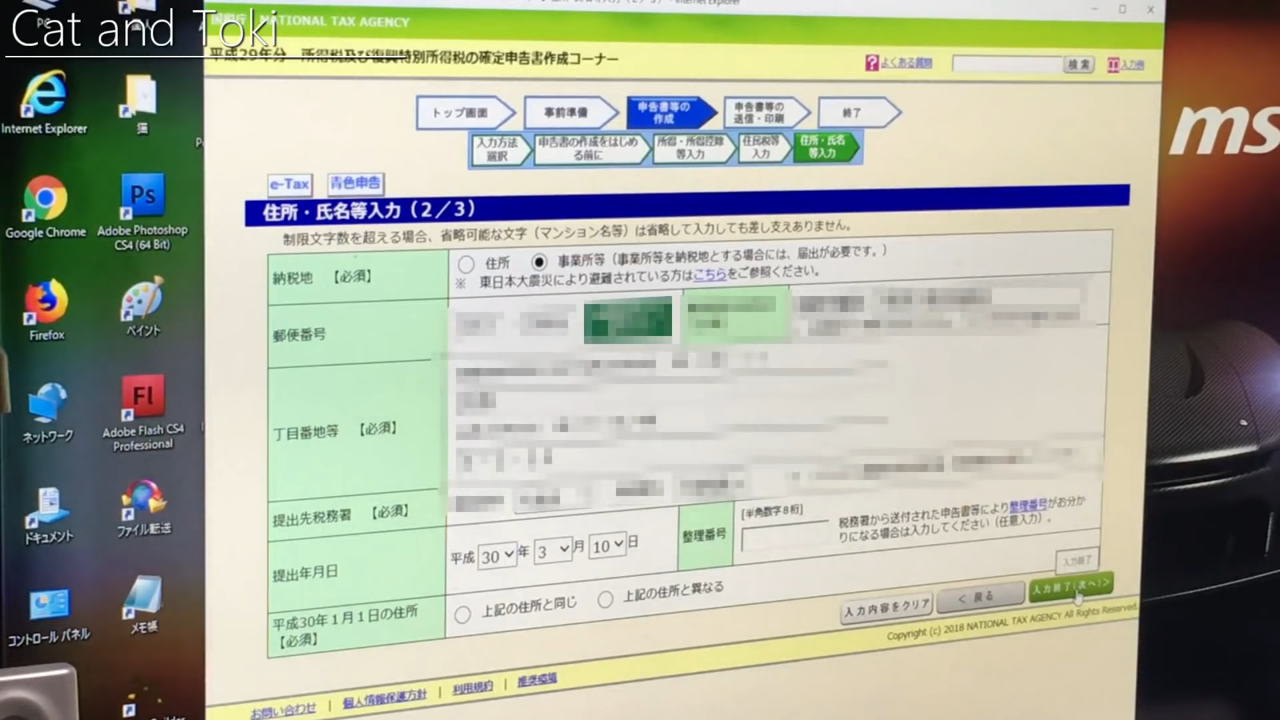 Cat and Toki
NATIONAL TAX AGENCY
平成29年分 所得税及び復興特別所得税の確定申告書作成コーナー
よくある質問
検索
入力例
トップ画面
事前準備
申告書等の
作成
申告書等の
送信・印刷
終了
入力方法
選択
申告書の作成をはじめ
る前に
所得・所得控除
等入力
住民税等
入力
住所・氏名
等入力
e-Tax
青色申告
住所・氏名等入力（2／3）
制限文字数を超える場合、省略可能な文字（マンション名等）は省略して入力しても差し支えありません。
納税地 【必須】
住所
事業所等（事業所等を納税地とする場合には、届出が必要です。）
※ 東日本大震災により避難されている方はこちらをご参照ください。
郵便番号
丁目番地等 【必須】
提出先税務署 【必須】
提出年月日
平成 30 年 3 月 10 日
整理番号
[半角数字8桁]
税務署から送付された申告書等により整理番号がお分か
りになる場合は入力してください（任意入力）。
平成30年1月1日の住所
【必須】
上記の住所と同じ
上記の住所と異なる
入力終了
入力内容をクリア
< 戻る
入力終了(次へ)>
Copyright (c) 2018 NATIONAL TAX AGENCY All Rights Reserved.
お問い合わせ | 個人情報保護方針 | 利用規約 | 推奨環境
Internet Explorer
猫
Google Chrome
Adobe Photoshop
CS4 (64 Bit)
Firefox
ペイント
ネットワーク
Adobe Flash CS4
Professional
ドキュメント
ファイル転送
コントロール パネル
メモ帳
ms